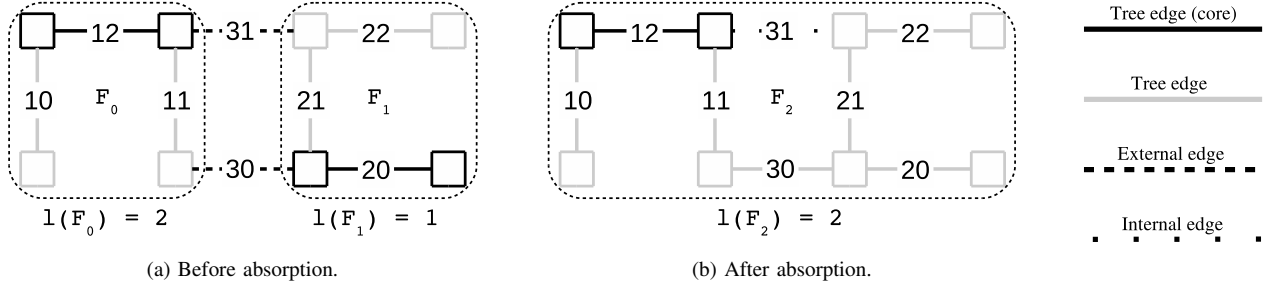 12 31 22
10 F0 11 21 F1
30 20
l(F0) = 2 l(F1) = 1
(a) Before absorption.
12 31 22
10 11 F2 21
30 20
l(F2) = 2
(b) After absorption.
Tree edge (core)
Tree edge
External edge
Internal edge